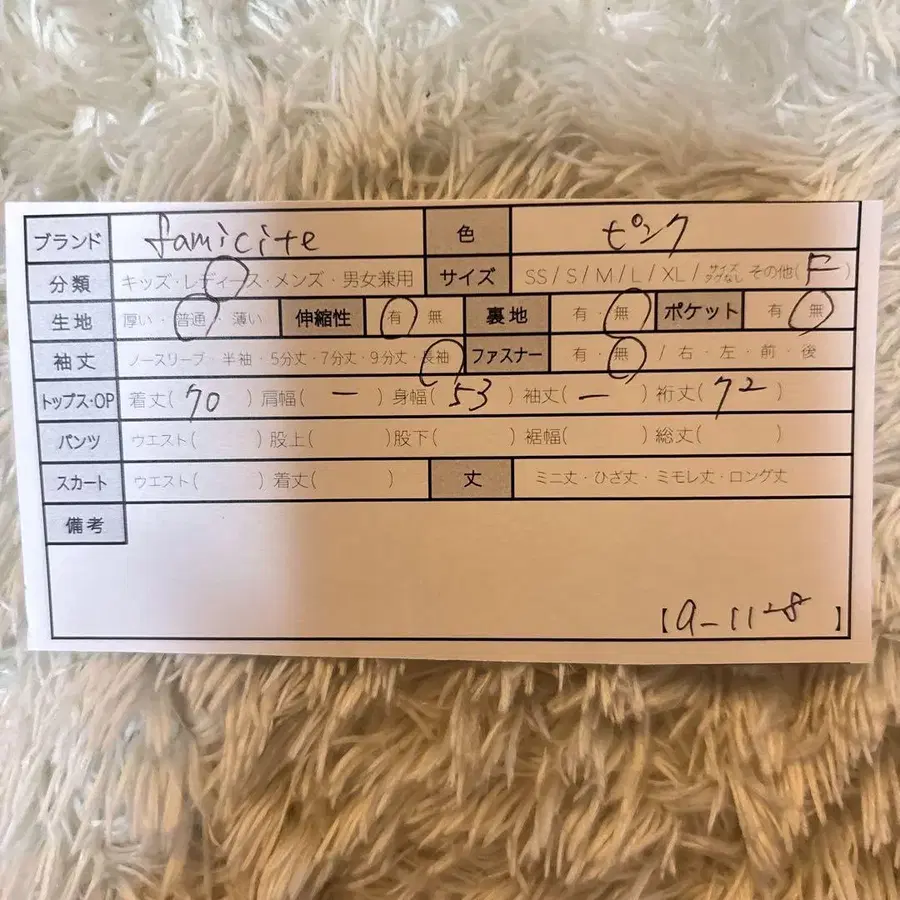 ブランド famicite 色 ピンク
分類 キッズ・レディース・メンズ・男女兼用 サイズ SS / S / M / L / XL / サイズタグなし その他( F )
生地 厚い・普通・薄い 伸縮性 有・無 裏地 有・無 ポケット 有・無
袖丈 ノースリーブ・半袖・5分丈・7分丈・9分丈・長袖 ファスナー 有・無 / 右・左・前・後
トップス・OP 着丈( 70 ) 肩幅( ー ) 身幅( 53 ) 袖丈( ー ) 裄丈( 72 )
パンツ ウエスト( ) 股上( ) 股下( ) 裾幅( ) 総丈( )
スカート ウエスト( ) 着丈( ) 丈 ミニ丈・ひざ丈・ミモレ丈・ロング丈
備考
【a-1128】